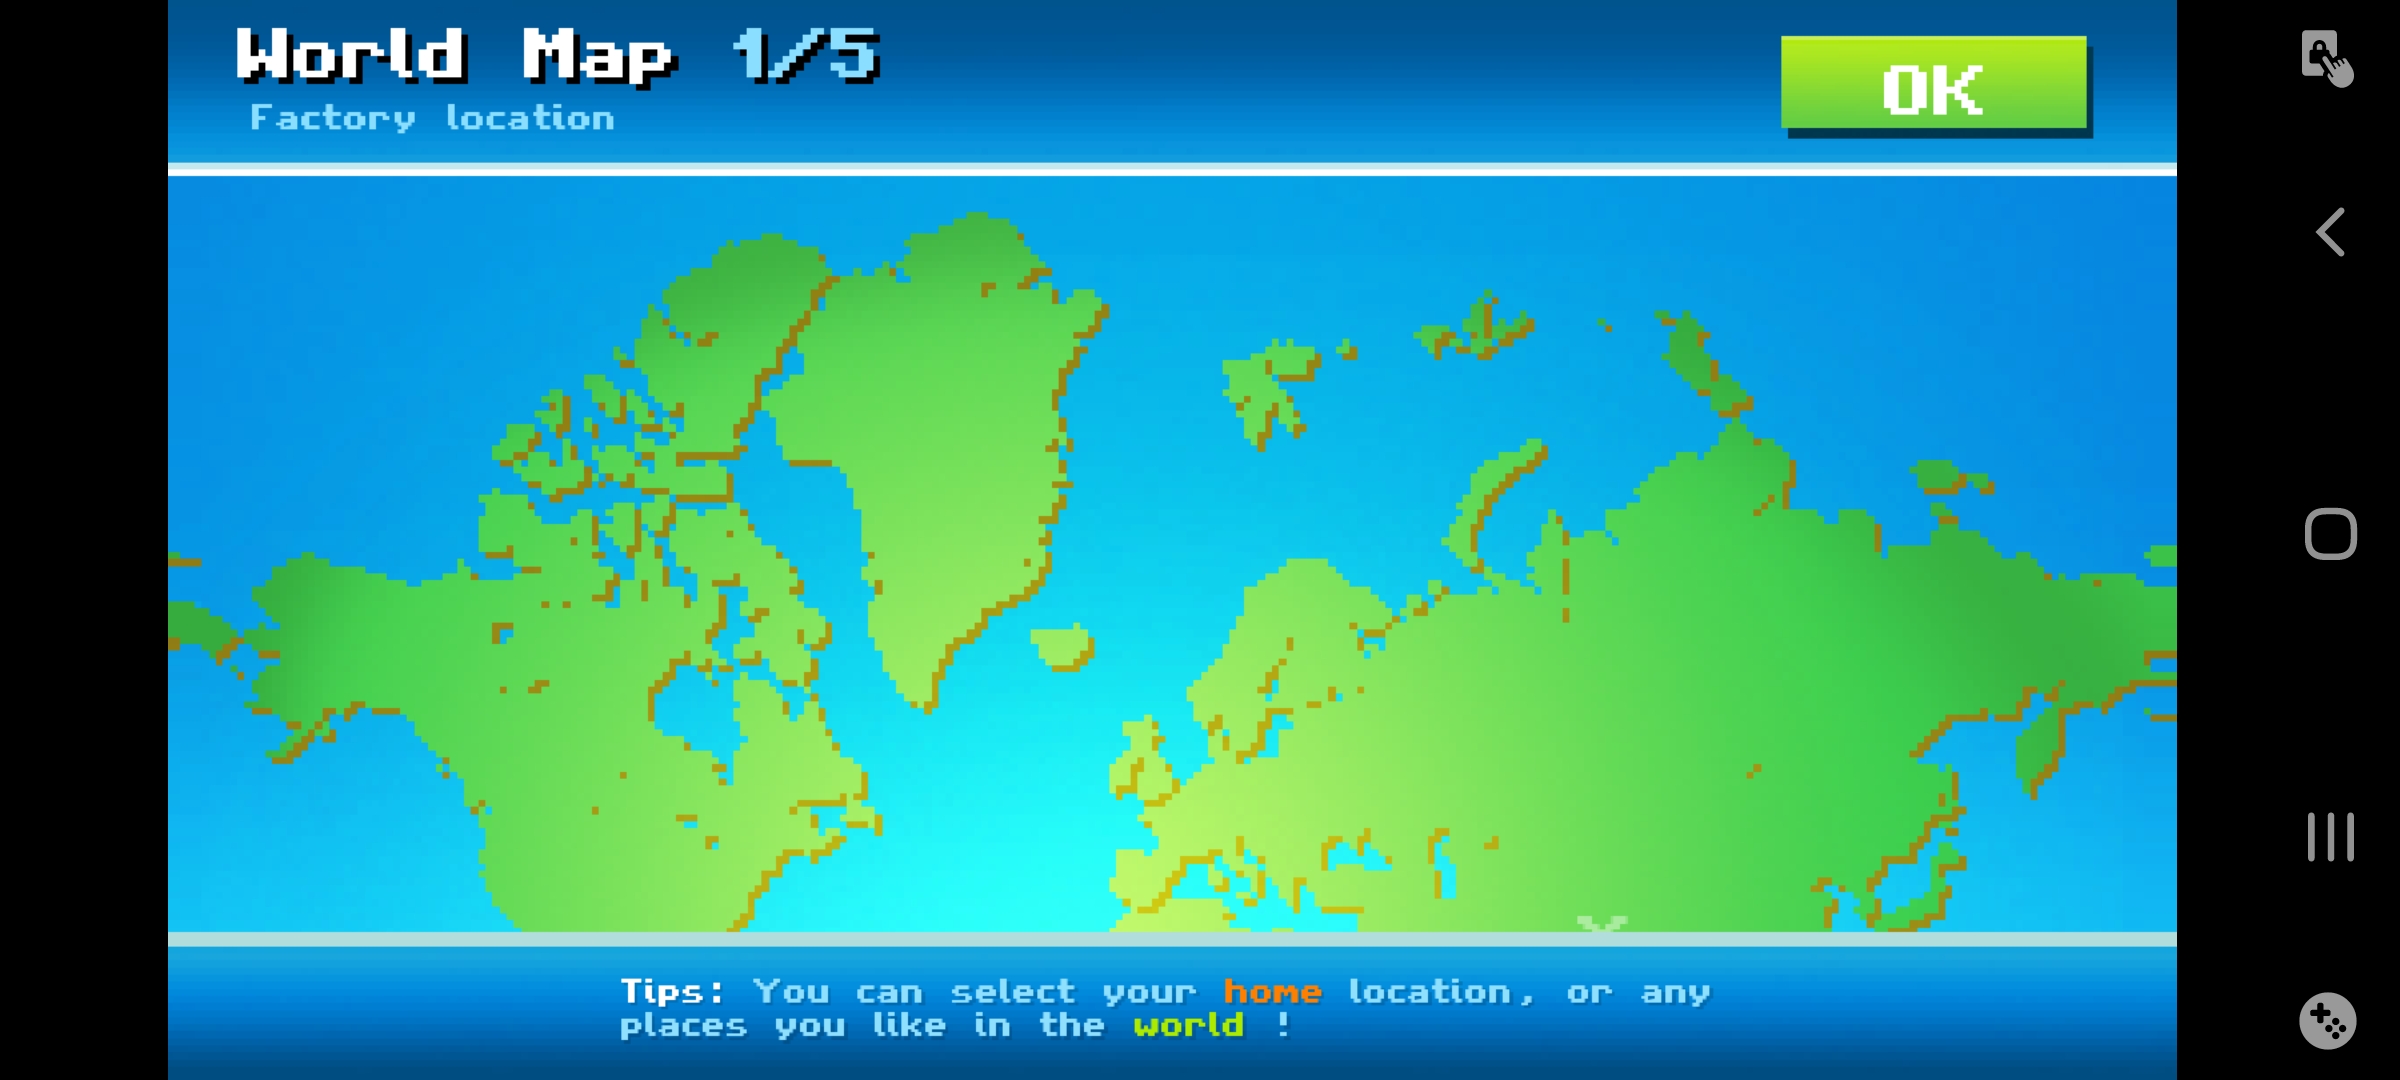 World Map 1/5
Factory location
OK
Tips: You can select your home location, or any
places you like in the world !